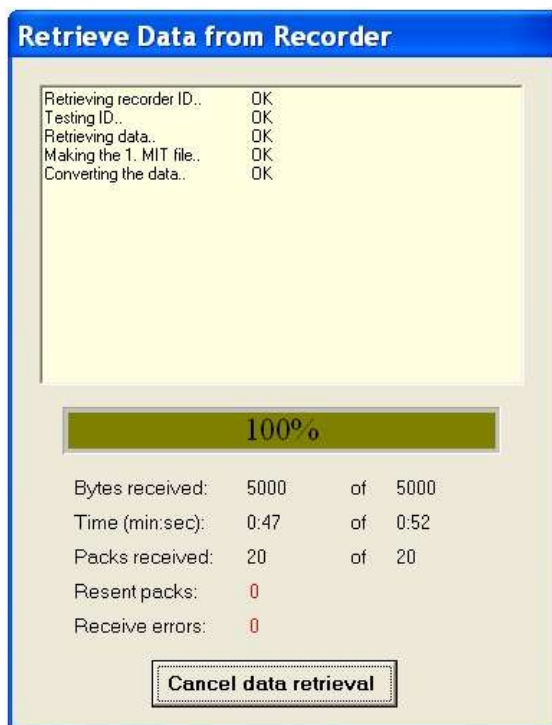 Retrieve Data from Recorder
Retrieving recorder ID.. OK
Testing ID.. OK
Retrieving data.. OK
Making the 1. MIT file.. OK
Converting the data.. OK
100%
Bytes received: 5000 of 5000
Time (min:sec): 0:47 of 0:52
Packs received: 20 of 20
Resent packs: 0
Receive errors: 0
Cancel data retrieval